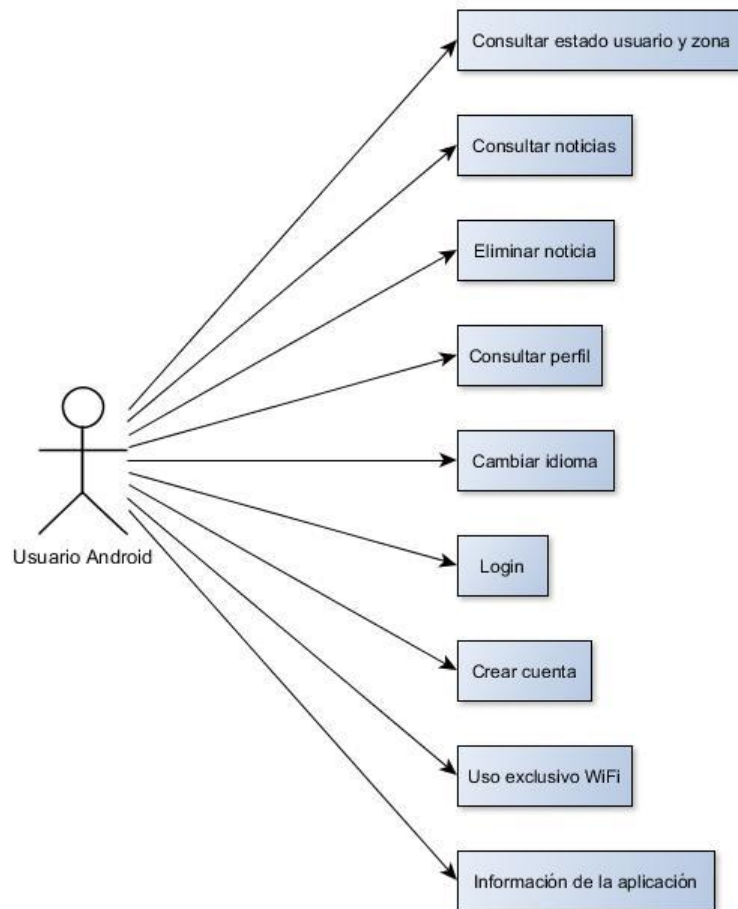 Consultar estado usuario y zona
Consultar noticias
Eliminar noticia
Consultar perfil
Cambiar idioma
Usuario Android
Login
Crear cuenta
Uso exclusivo WiFi
Información de la aplicación